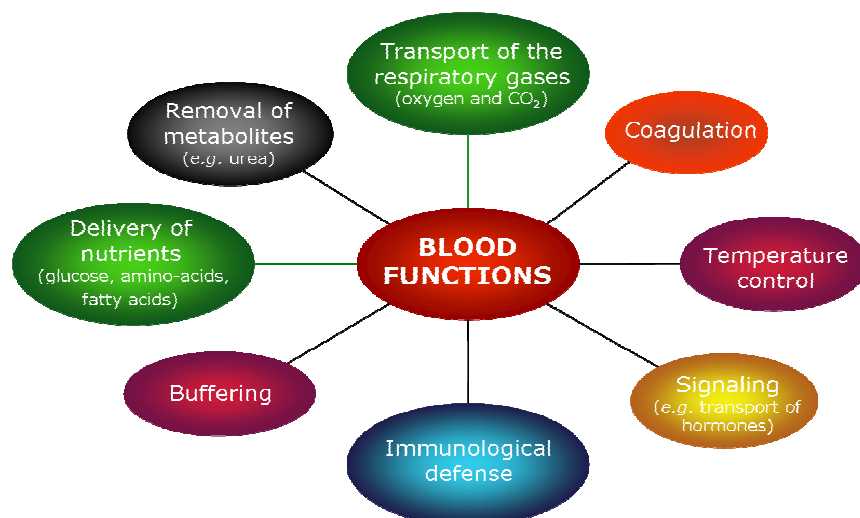 Transport of the
respiratory gases
(oxygen and CO₂)
Removal of
metabolites
(e.g. urea)
Coagulation
Delivery of
nutrients
(glucose, amino-acids,
fatty acids)
BLOOD
FUNCTIONS
Temperature
control
Buffering
Signaling
(e.g. transport of
hormones)
Immunological
defense